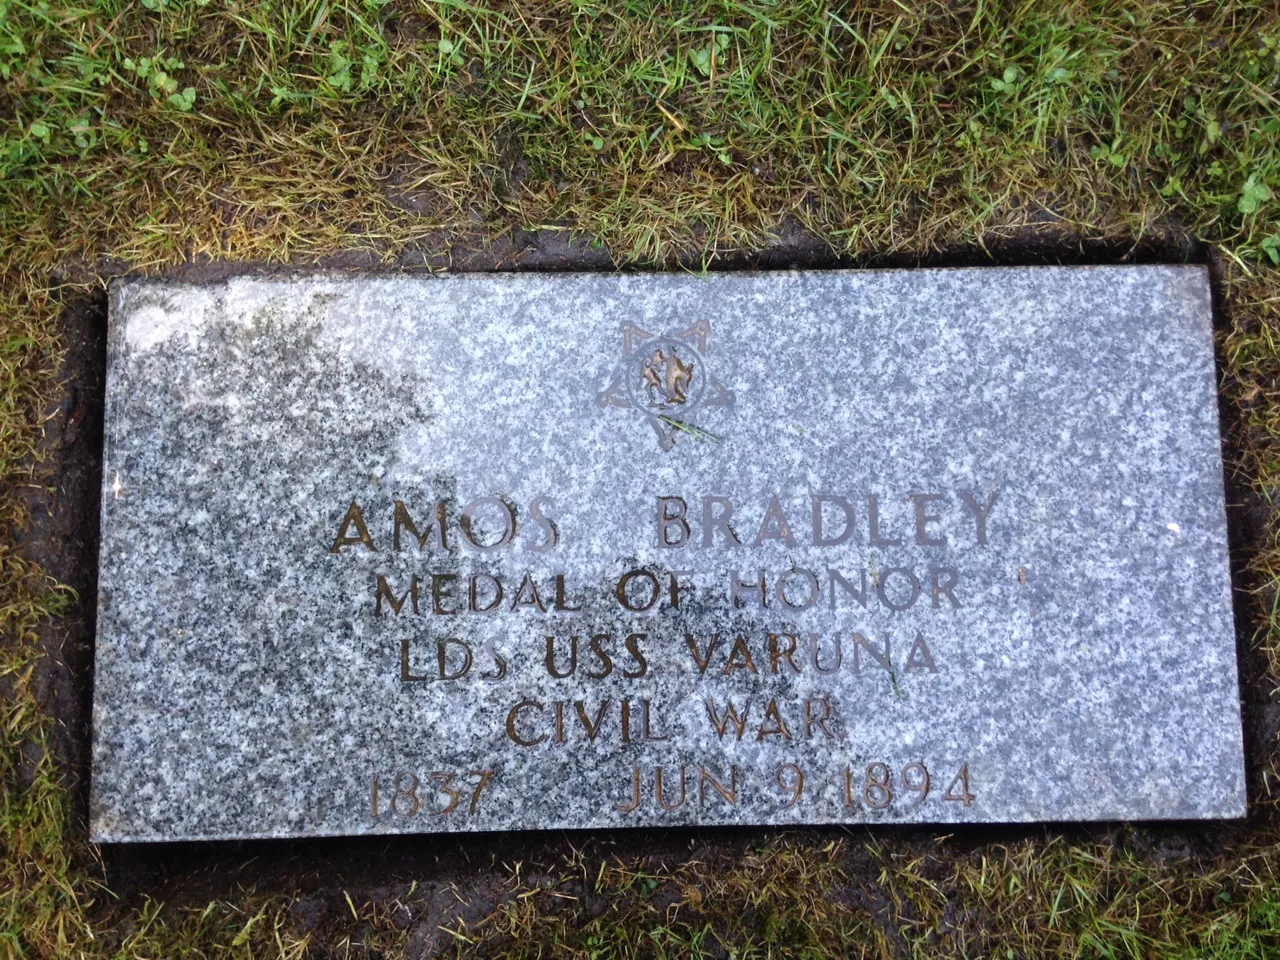 AMOS BRADLEY
MEDAL OF HONOR
LDS USS VARUNA
CIVIL WAR
1837 JUN 9 1894